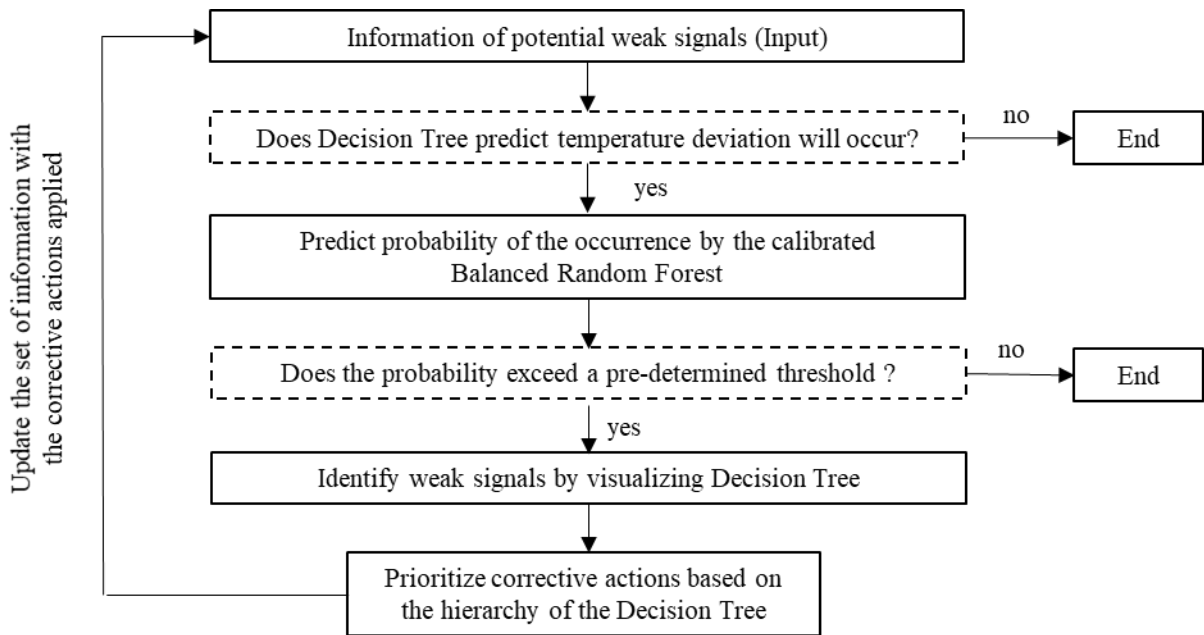 Information of potential weak signals (Input)
Does Decision Tree predict temperature deviation will occur?
no
End
yes
Predict probability of the occurrence by the calibrated
Balanced Random Forest
Does the probability exceed a pre-determined threshold ?
no
End
yes
Identify weak signals by visualizing Decision Tree
Prioritize corrective actions based on
the hierarchy of the Decision Tree
Update the set of information with
the corrective actions applied